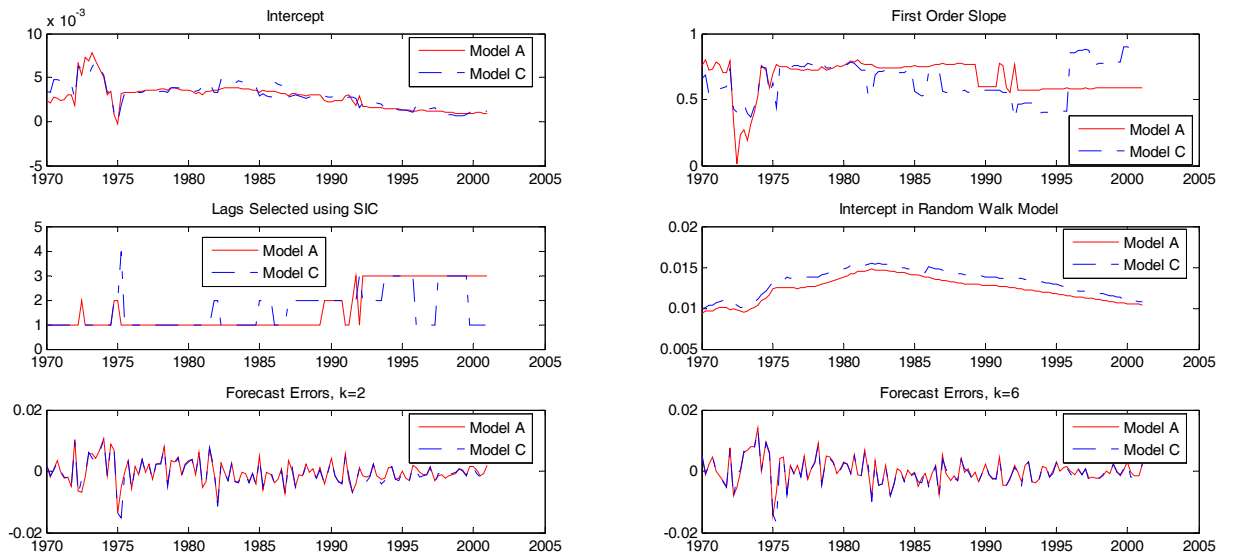 Intercept
x 10^-3
10
5
0
-5
Model A
Model C
1970 1975 1980 1985 1990 1995 2000 2005
First Order Slope
1
0.5
0
Model A
Model C
1970 1975 1980 1985 1990 1995 2000 2005
Lags Selected using SIC
5
4
3
2
1
0
Model A
Model C
1970 1975 1980 1985 1990 1995 2000 2005
Intercept in Random Walk Model
0.02
0.015
0.01
0.005
Model A
Model C
1970 1975 1980 1985 1990 1995 2000 2005
Forecast Errors, k=2
0.02
0
-0.02
Model A
Model C
1970 1975 1980 1985 1990 1995 2000 2005
Forecast Errors, k=6
0.02
0
-0.02
Model A
Model C
1970 1975 1980 1985 1990 1995 2000 2005